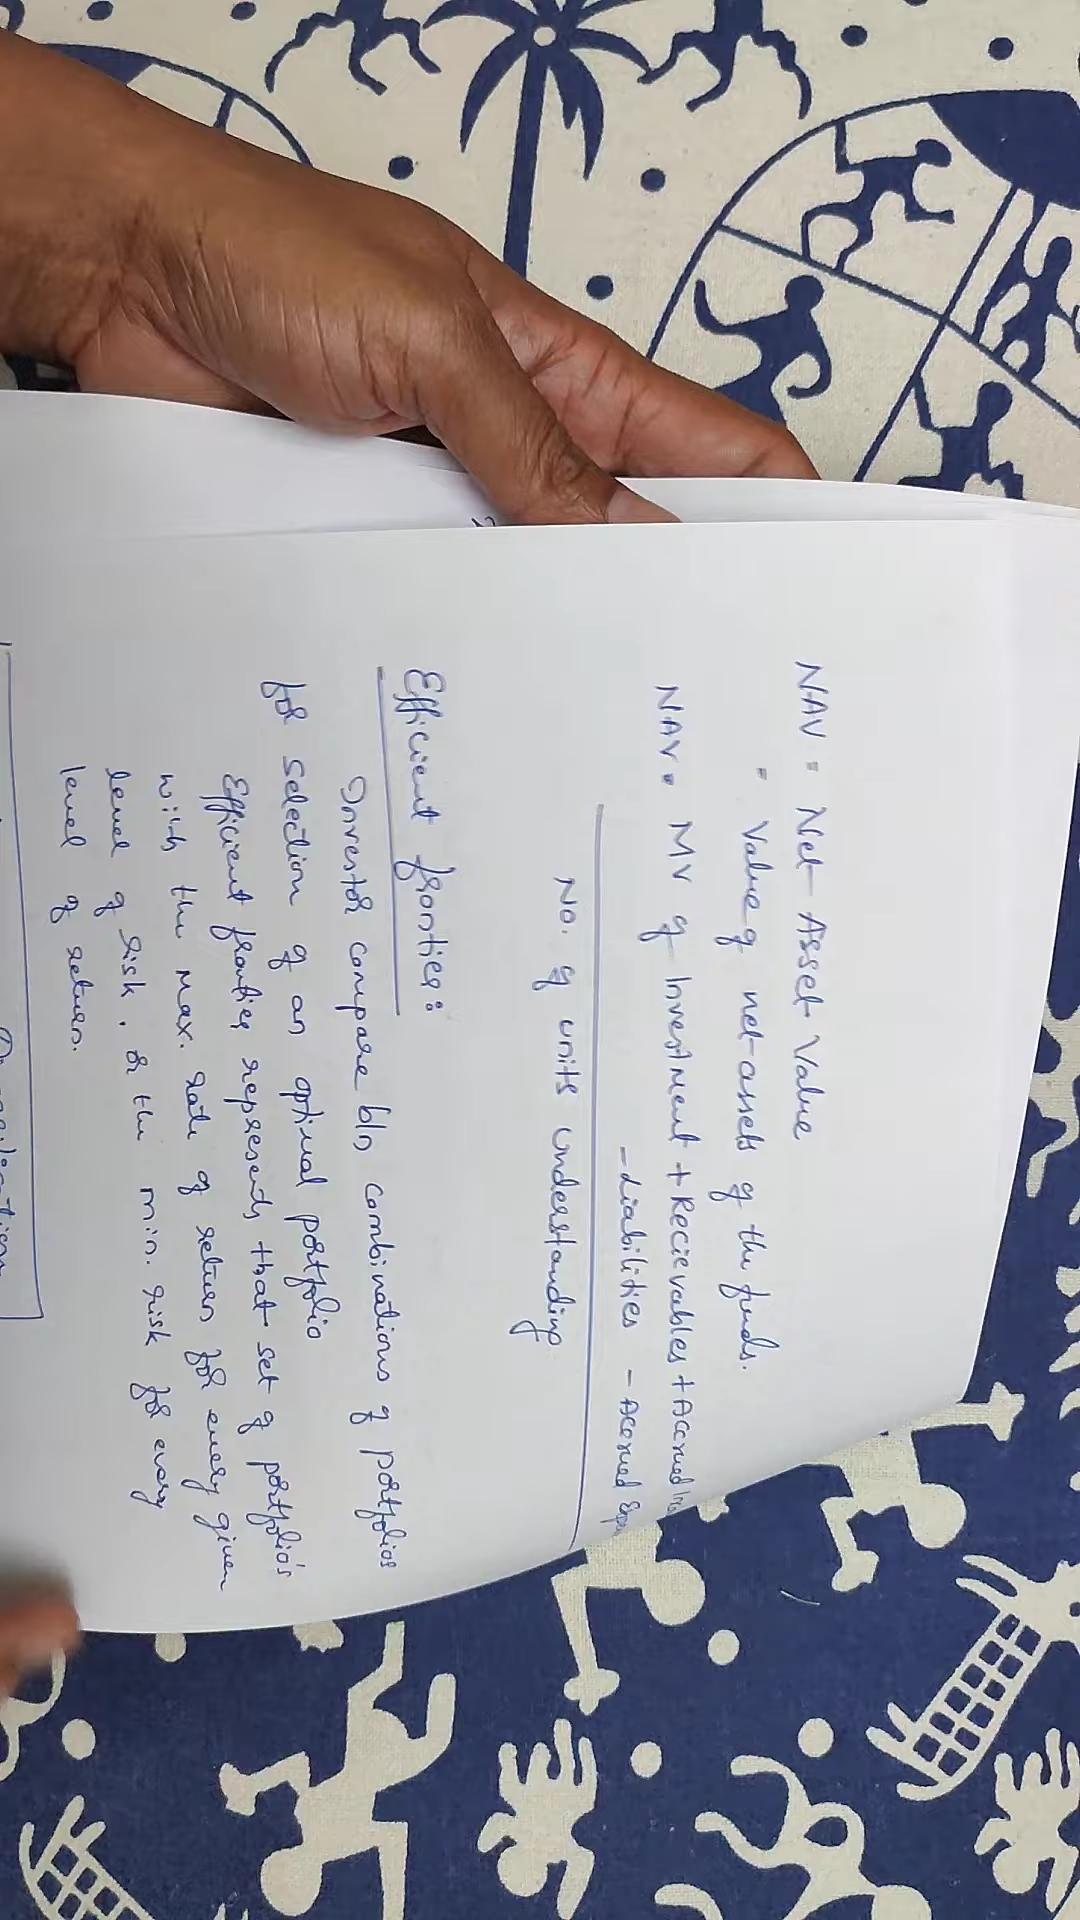 NAV = Net Asset Value
= Value of net-assets of the funds.
NAV = MV of Investment + Recievables + Accrued
- Liabilities - Accrued
No. of units Understanding
Efficient frontier:
Investor compare b/n combinations of portfolios
for selection of an optimal portfolio
Efficient frontier represents that set of portfolio's
with the max. rate of return for every given
level of risk, or the min. risk for every
level of return.